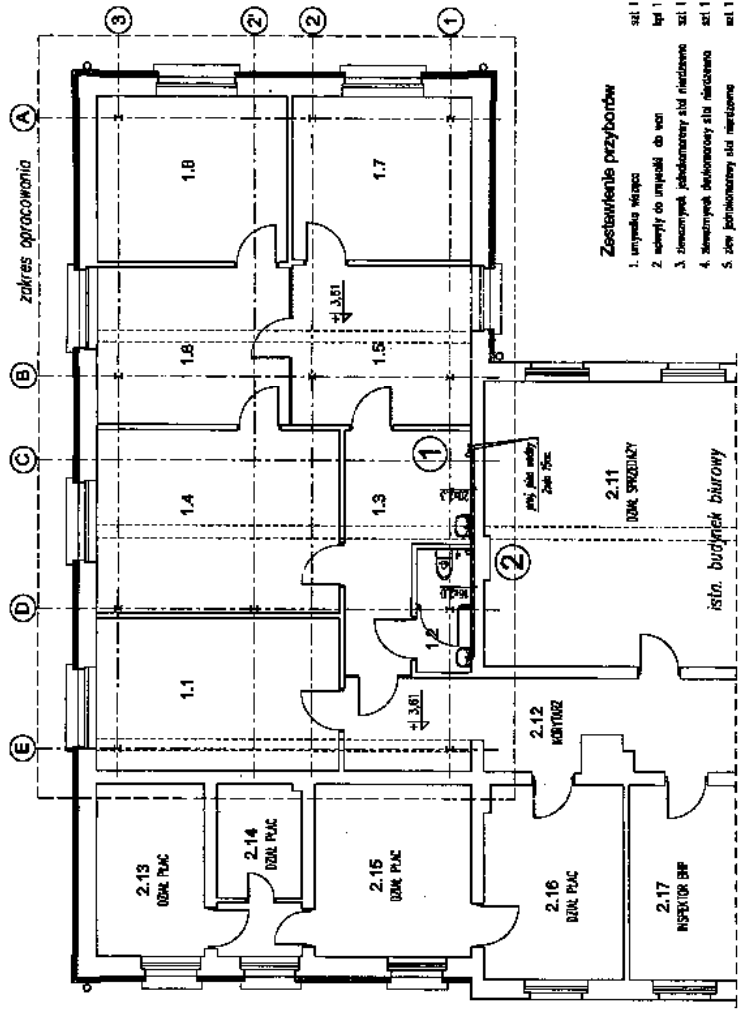 zakres opracowania
A
B
C
D
E
3
2'
2
1
1.8
1.7
1.6
1.5
+ 3,61
1.4
1.3
1
1.1
1.2
+ 3,61
2
2.11
DZIAŁ SPRZEDAŻY
istn. budynek biurowy
2.12
KORYTARZ
2.13
DZIAŁ PŁAC
2.14
DZIAŁ PŁAC
2.15
DZIAŁ PŁAC
2.16
DZIAŁ PŁAC
2.17
INSPEKTOR BHP
Zestawienie przyborów
1. umywalka wisząca szt 1
2. do umywalki kpl 1
3. zlewozmywak jednokomorowy stal nierdzewna szt 1
4. zlewozmywak dwukomorowy stal nierdzewna szt 1
5. zlew jednokomorowy stal nierdzewna szt 1